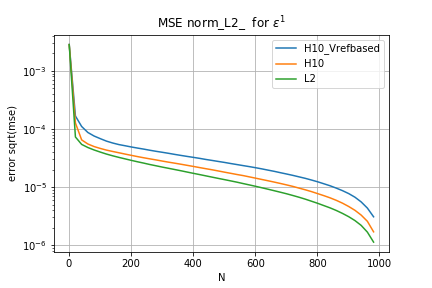 MSE norm_L2_ for ε¹
H10_Vrefbased
H10
L2
error sqrt(mse)
10⁻³
10⁻⁴
10⁻⁵
10⁻⁶
0 200 400 600 800 1000
N